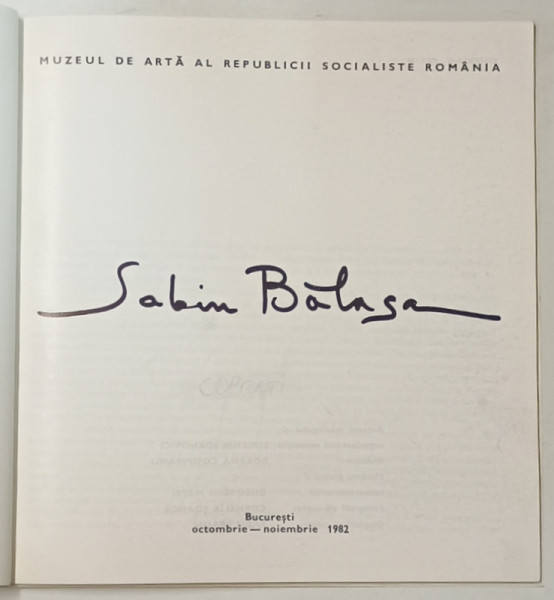 MUZEUL DE ARTĂ AL REPUBLICII SOCIALISTE ROMÂNIA
Sabin Bălașa
București
octombrie — noiembrie 1982